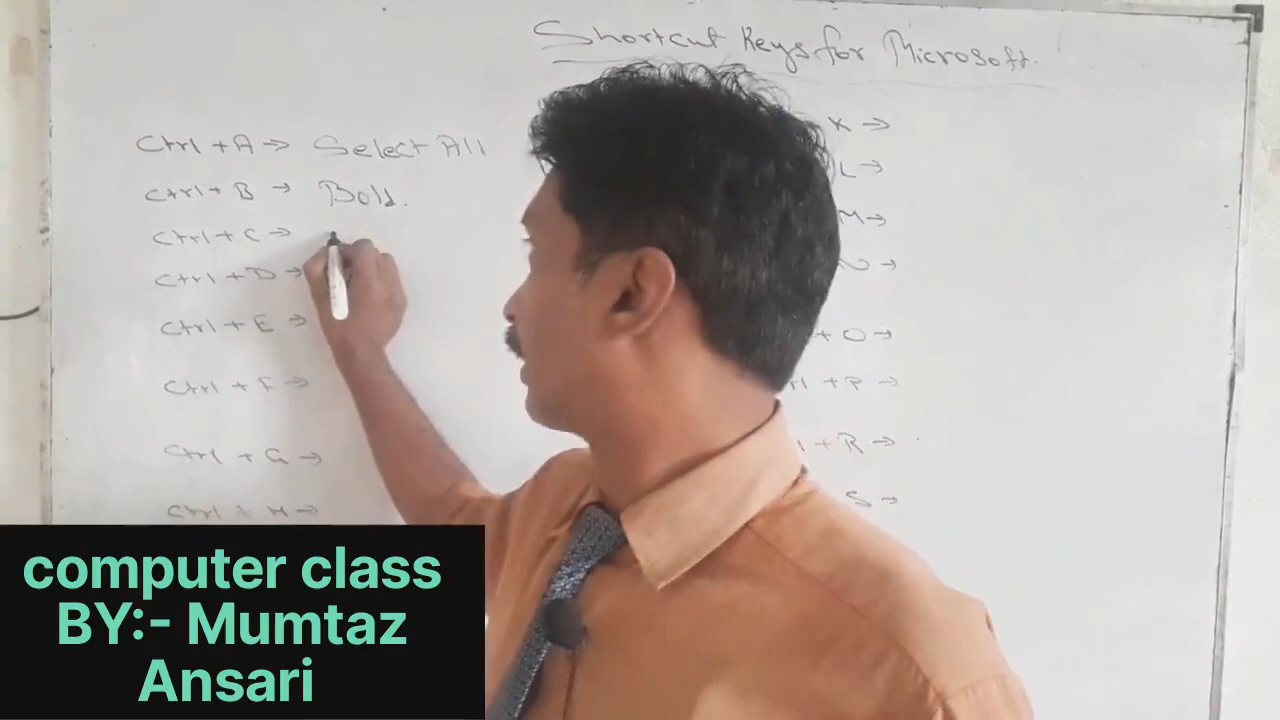 Shortcut Keys for Microsoft.
Ctrl + A → Select All
Ctrl + B → Bold.
Ctrl + C →
Ctrl + D →
Ctrl + E →
Ctrl + F →
Ctrl + G →
Ctrl + H →
K →
L →
M →
N →
+ O →
+ P →
+ R →
S →
computer class
BY:- Mumtaz
Ansari